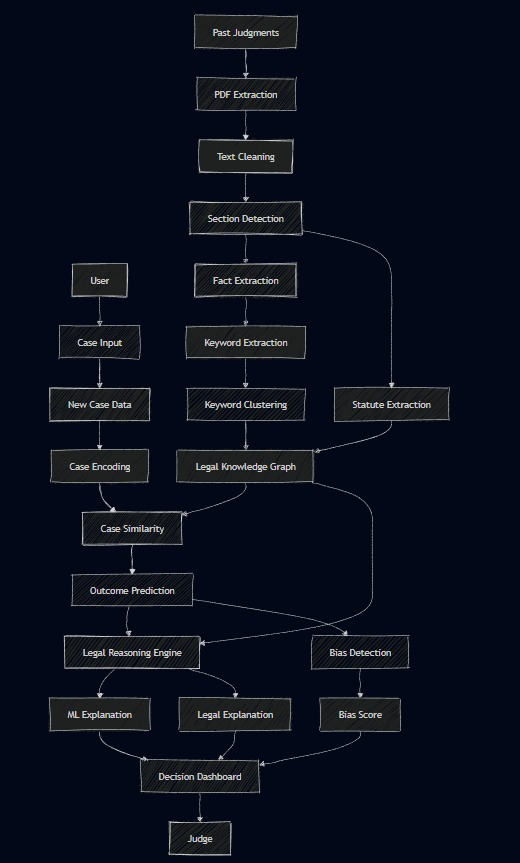 Past Judgments
PDF Extraction
Text Cleaning
Section Detection
User
Fact Extraction
Case Input
Keyword Extraction
New Case Data
Keyword Clustering
Statute Extraction
Case Encoding
Legal Knowledge Graph
Case Similarity
Outcome Prediction
Legal Reasoning Engine
Bias Detection
ML Explanation
Legal Explanation
Bias Score
Decision Dashboard
Judge